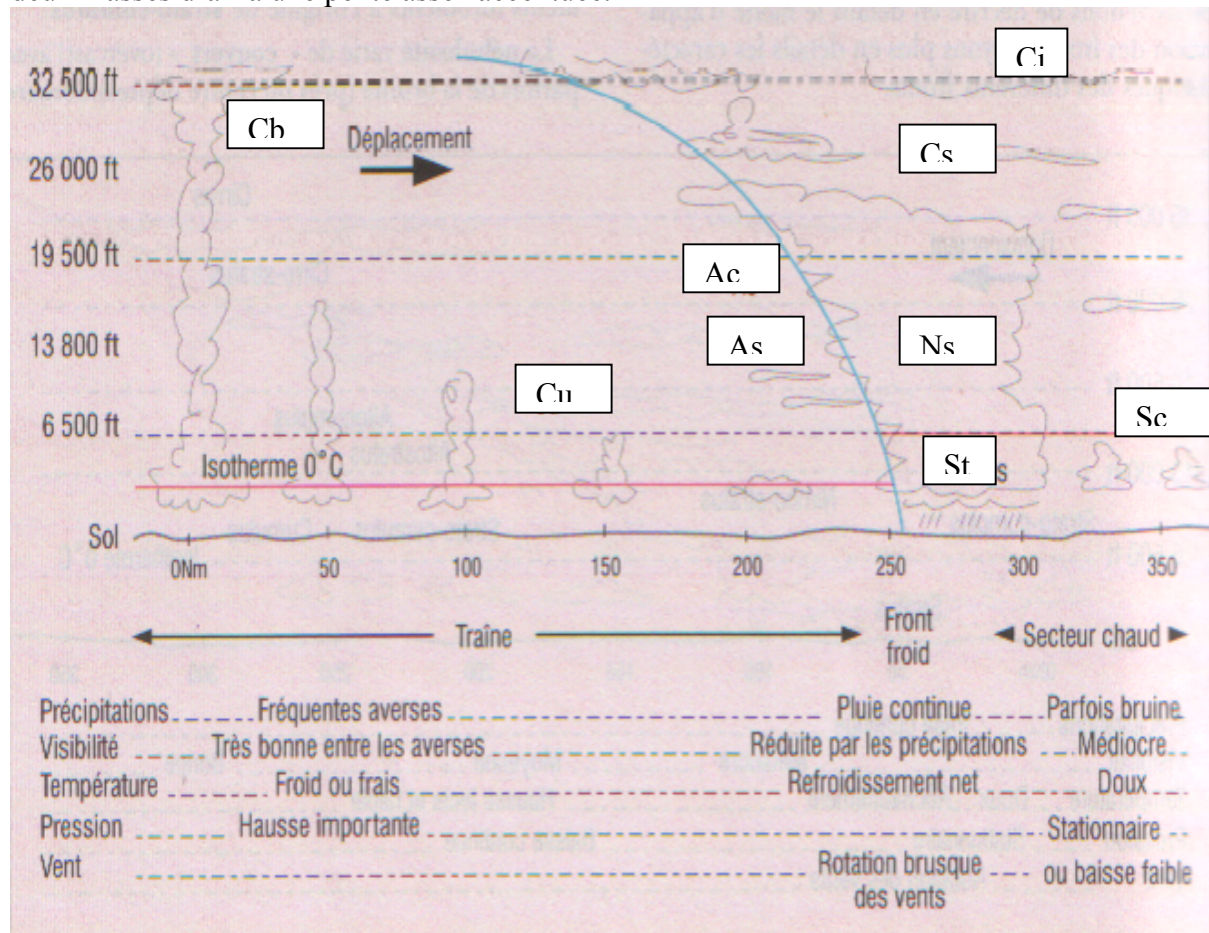 32 500 ft
Ci
Cb
Déplacement
Cs
26 000 ft
19 500 ft
Ac
13 800 ft
As
Ns
Cu
6 500 ft
Sc
Isotherme 0°C
St
s
Sol
0Nm 50 100 150 200 250 300 350
Traîne
Front
froid
Secteur chaud
Précipitations Fréquentes averses Pluie continue Parfois bruine
Visibilité Très bonne entre les averses Réduite par les précipitations Médiocre
Température Froid ou frais Refroidissement net Doux
Pression Hausse importante Stationnaire
Vent Rotation brusque ou baisse faible
des vents